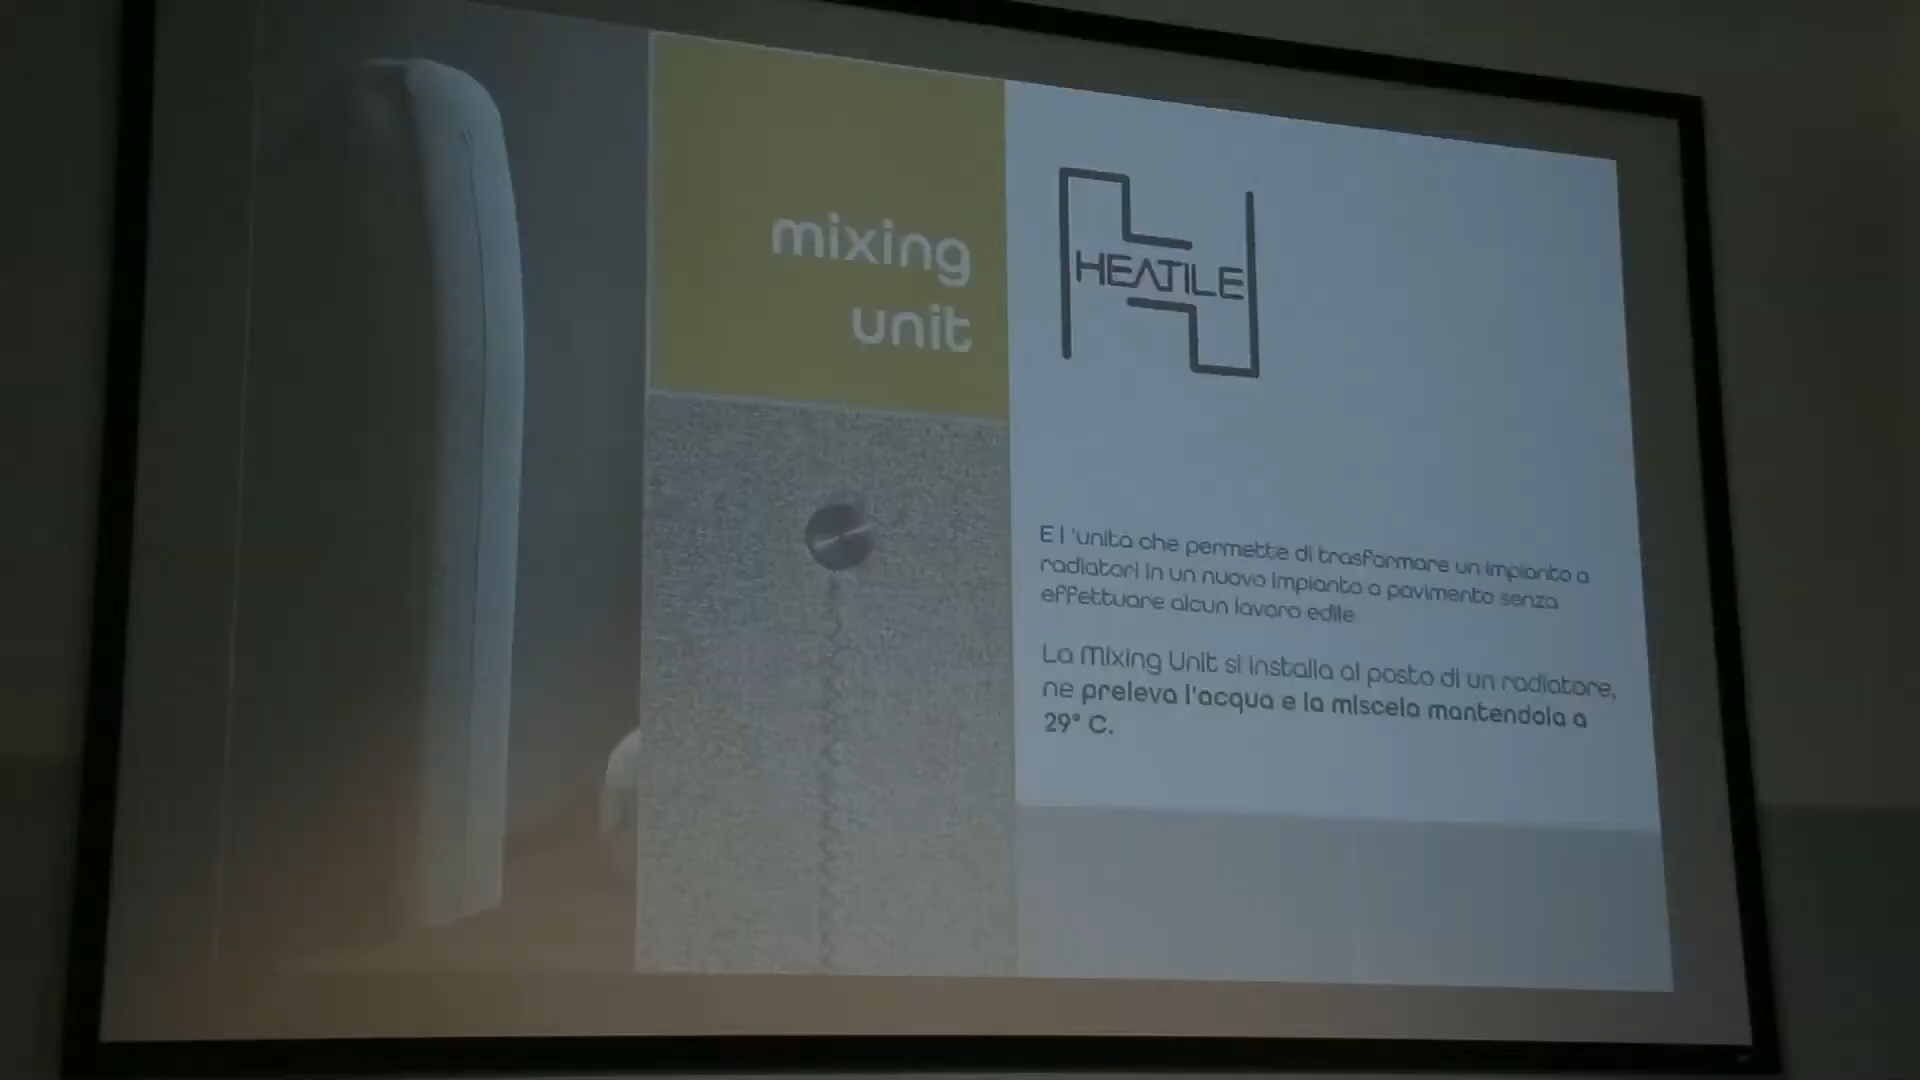 mixing
unit
HEATILE
E l 'unità che permette di trasformare un impianto a
radiatori in un nuovo impianto a pavimento senza
effettuare alcun lavoro edile
La Mixing Unit si installa al posto di un radiatore,
ne preleva l'acqua e la miscela mantendola a
29° C.